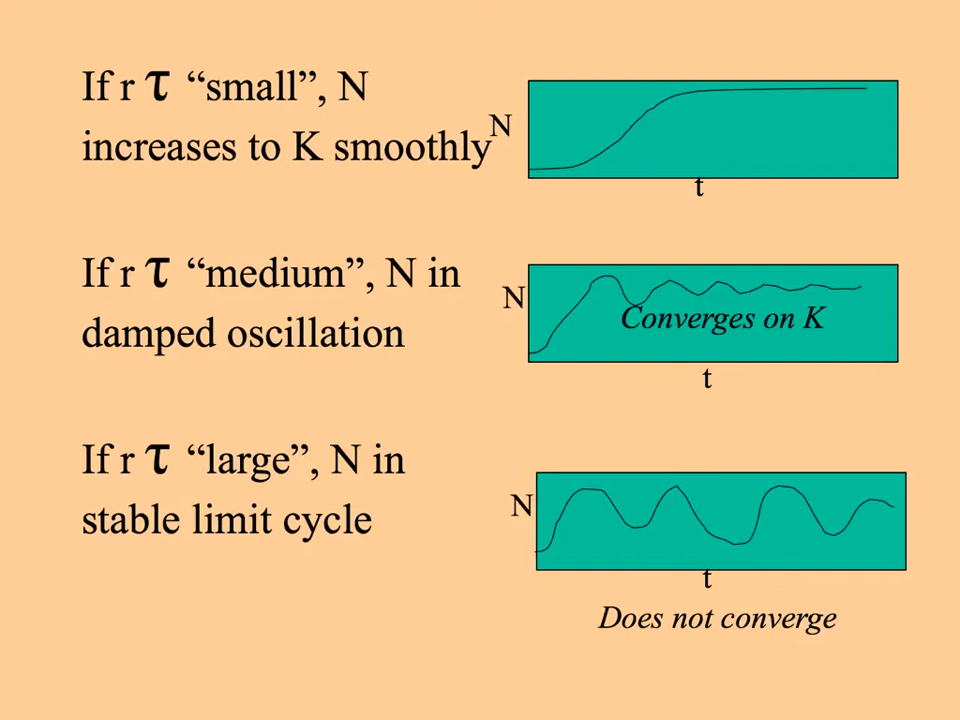 If r τ “small”, N
increases to K smoothly
N
t
If r τ “medium”, N in
damped oscillation
N
Converges on K
t
If r τ “large”, N in
stable limit cycle
N
t
Does not converge